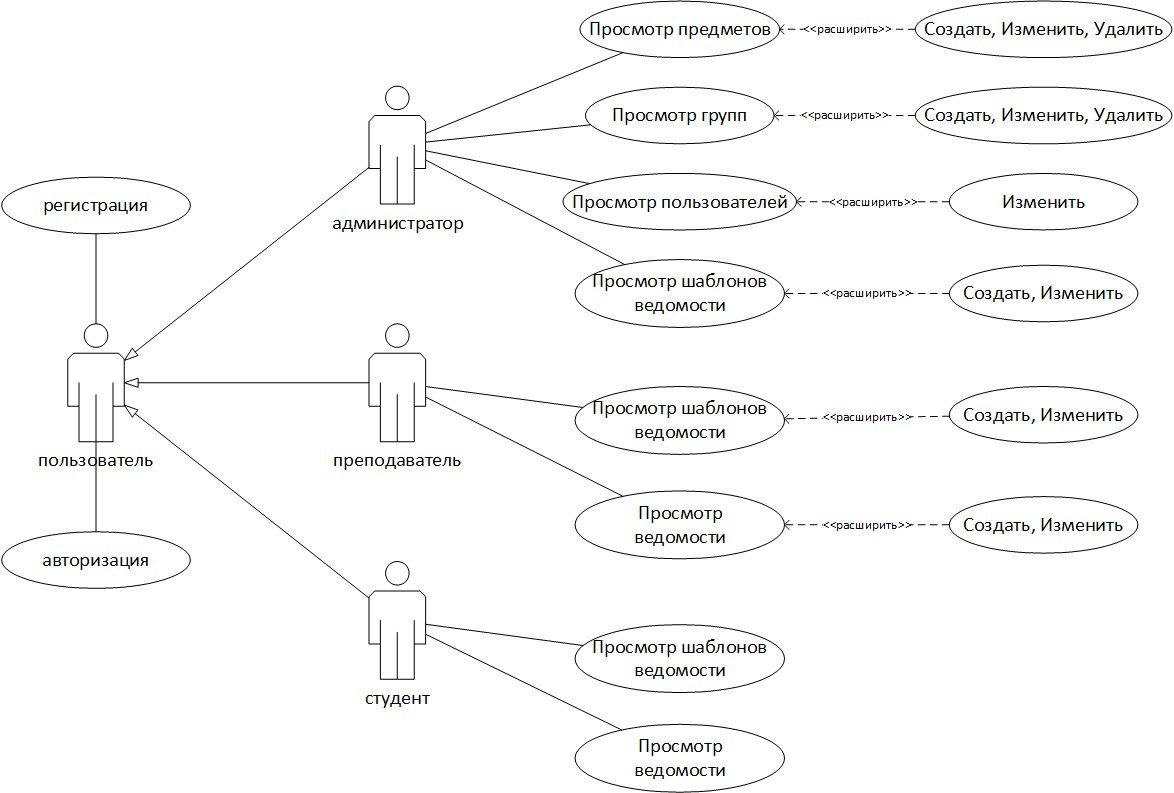 Просмотр предметов
<<расширить>>
Создать, Изменить, Удалить
Просмотр групп
<<расширить>>
Создать, Изменить, Удалить
Просмотр пользователей
<<расширить>>
Изменить
администратор
регистрация
Просмотр шаблонов
ведомости
<<расширить>>
Создать, Изменить
Просмотр шаблонов
ведомости
<<расширить>>
Создать, Изменить
пользователь
преподаватель
Просмотр
ведомости
<<расширить>>
Создать, Изменить
авторизация
Просмотр шаблонов
ведомости
студент
Просмотр
ведомости